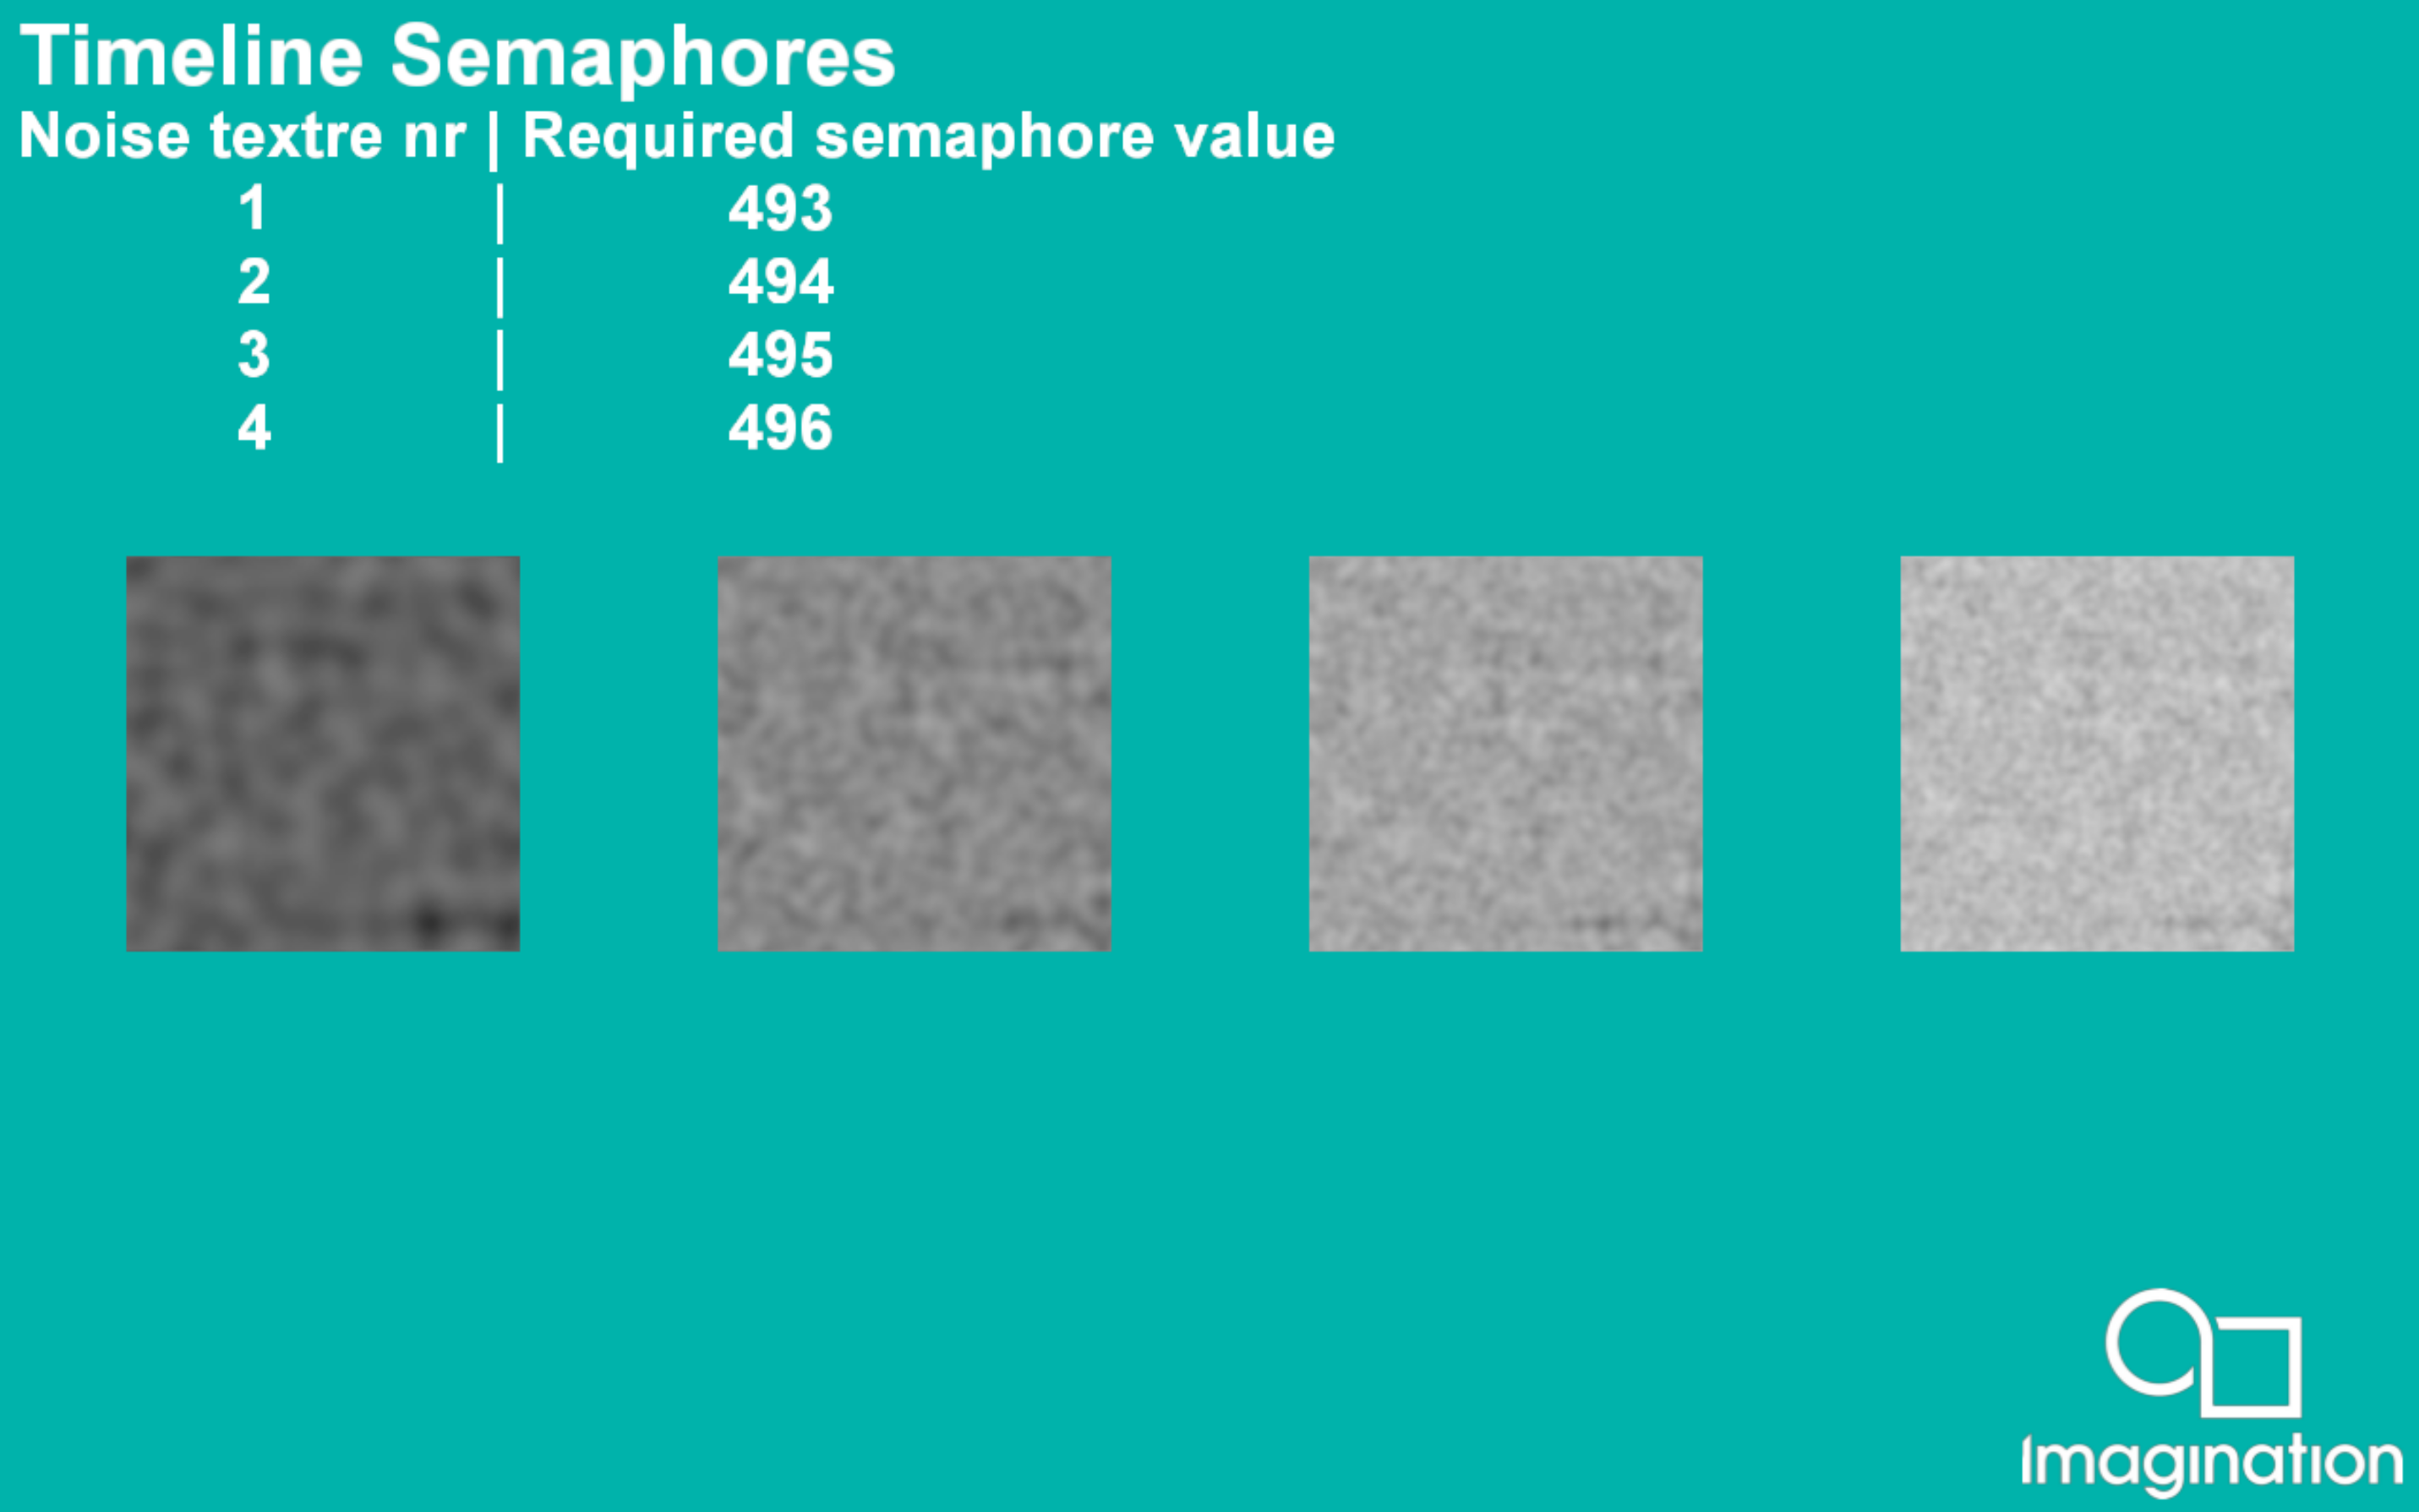 Timeline Semaphores
Noise textre nr | Required semaphore value
1 | 493
2 | 494
3 | 495
4 | 496
Imagination